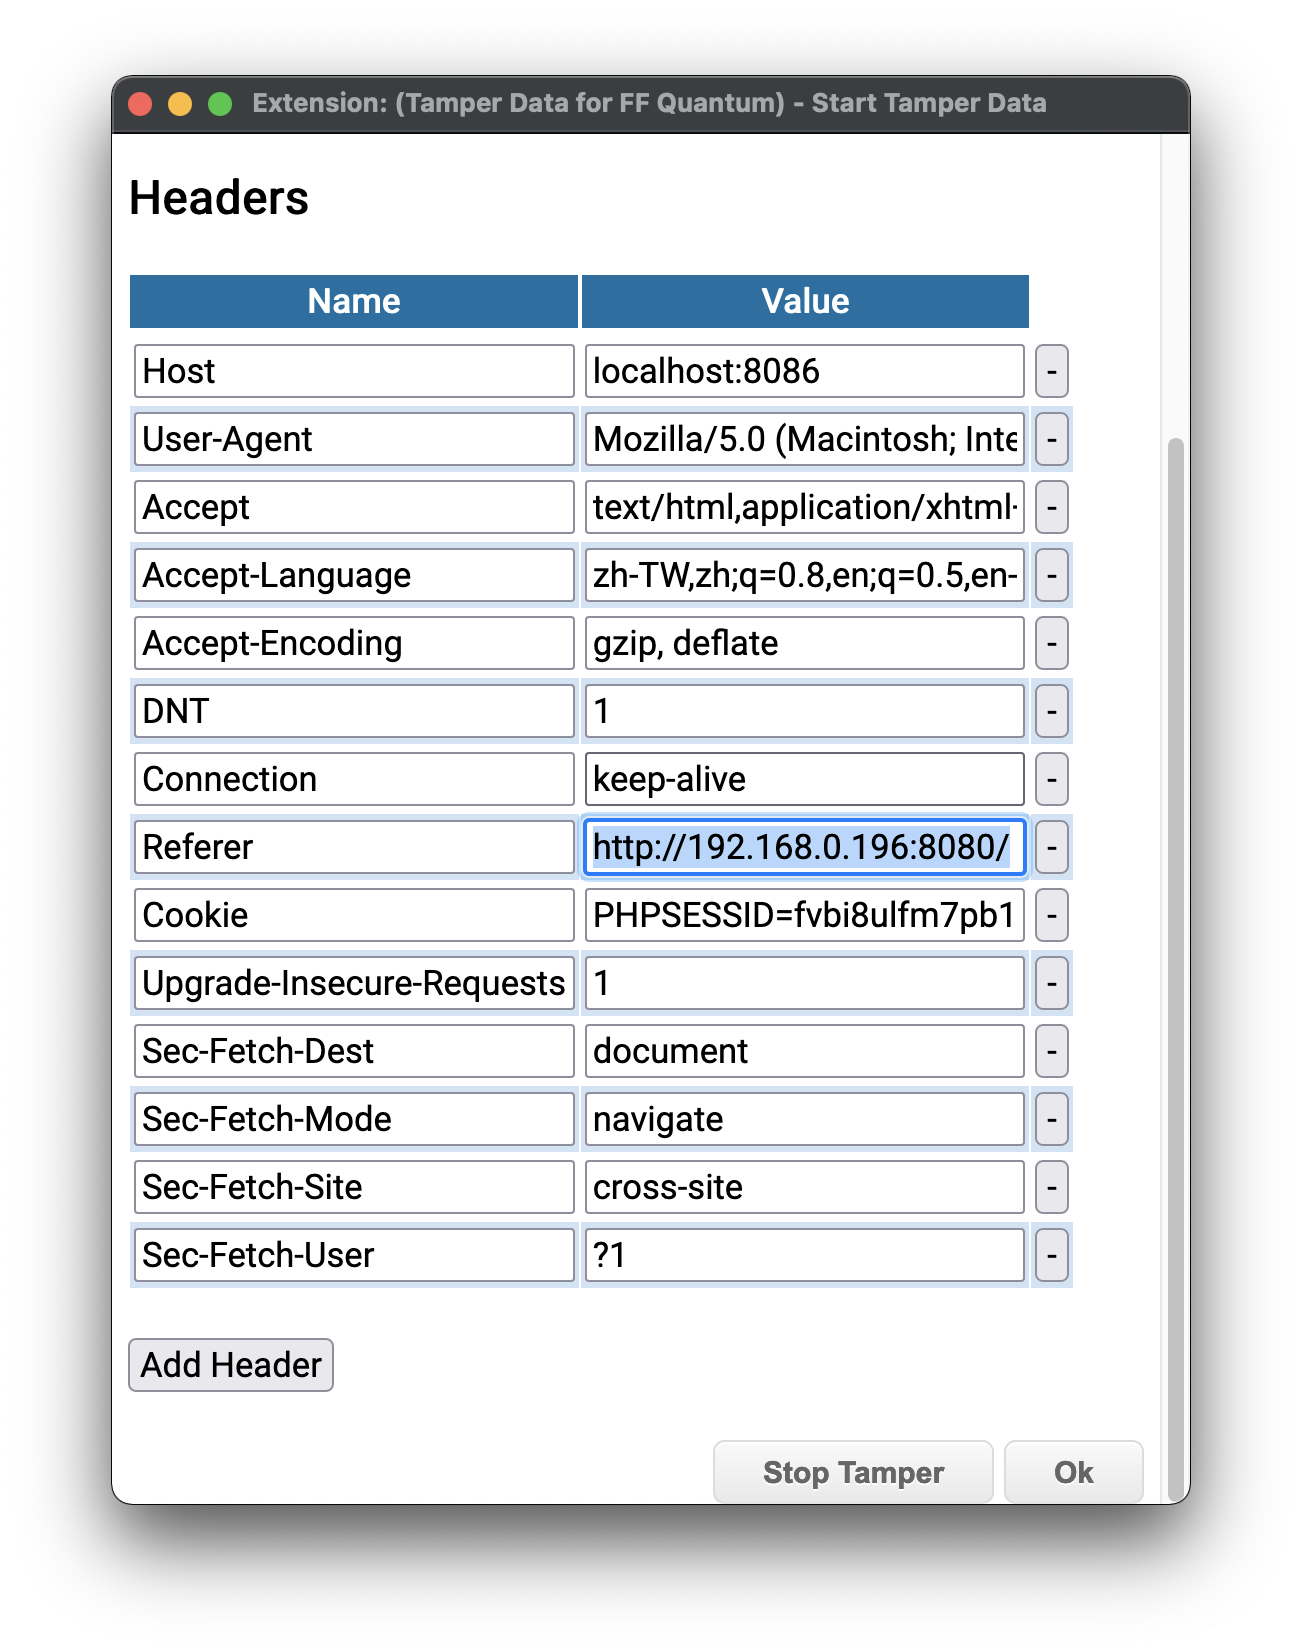 Extension: (Tamper Data for FF Quantum) - Start Tamper Data
Headers
Name Value
Host localhost:8086 -
User-Agent Mozilla/5.0 (Macintosh; Inte -
Accept text/html,application/xhtml+ -
Accept-Language zh-TW,zh;q=0.8,en;q=0.5,en- -
Accept-Encoding gzip, deflate -
DNT 1 -
Connection keep-alive -
Referer http://192.168.0.196:8080/ -
Cookie PHPSESSID=fvbi8ulfm7pb1 -
Upgrade-Insecure-Requests 1 -
Sec-Fetch-Dest document -
Sec-Fetch-Mode navigate -
Sec-Fetch-Site cross-site -
Sec-Fetch-User ?1 -
Add Header
Stop Tamper Ok